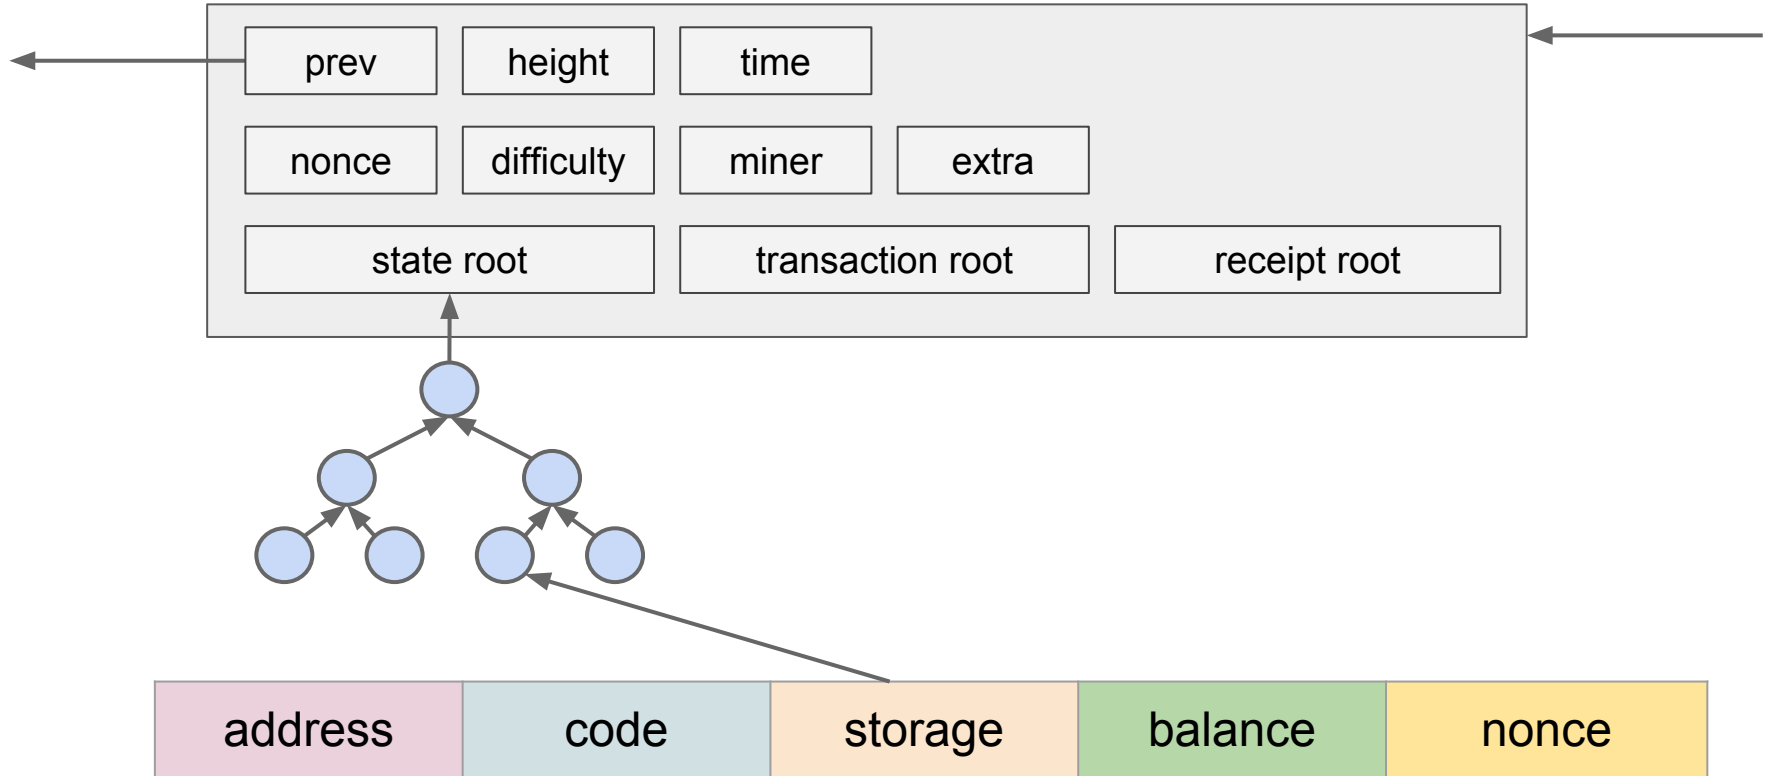 prev height time
nonce difficulty miner extra
state root transaction root receipt root
address code storage balance nonce